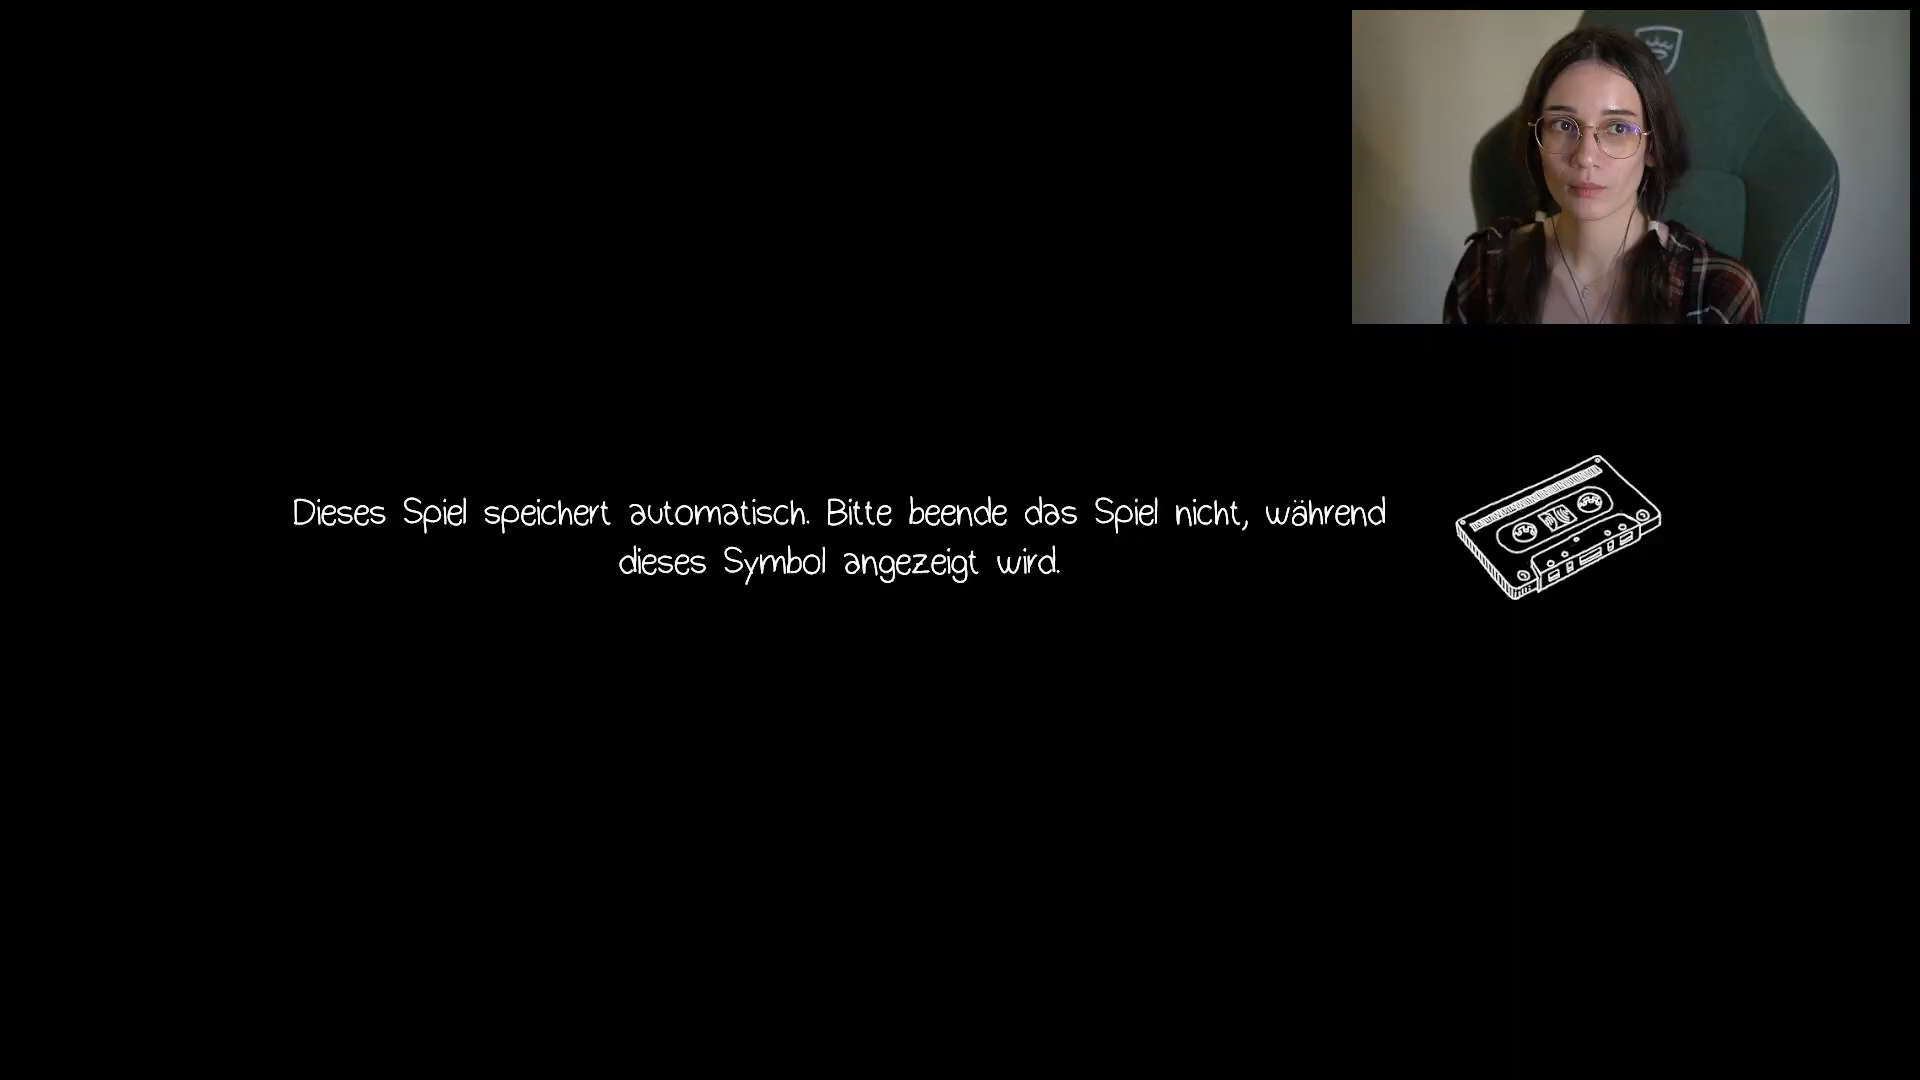 Dieses Spiel speichert automatisch. Bitte beende das Spiel nicht, während
dieses Symbol angezeigt wird.